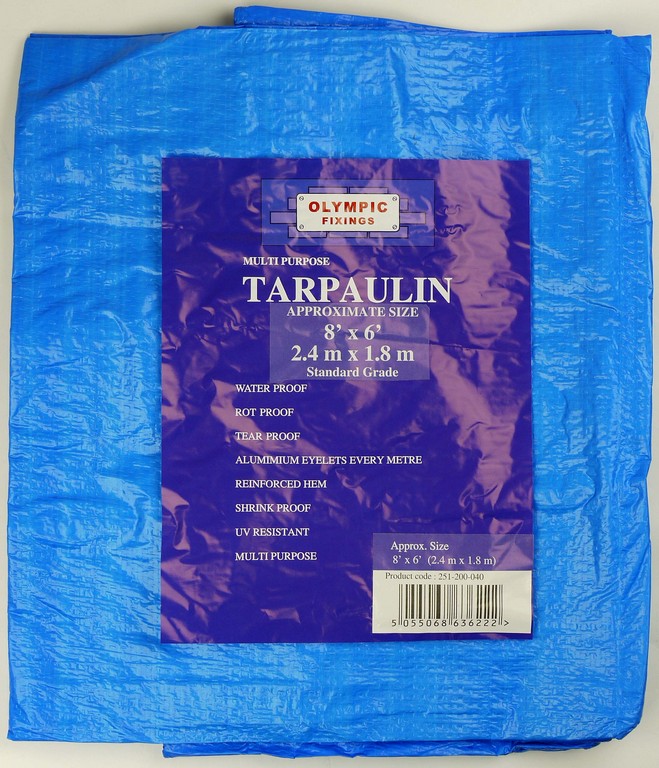 OLYMPIC
FIXINGS
MULTI PURPOSE
TARPAULIN
APPROXIMATE SIZE
8’ x 6’
2.4 m x 1.8 m
Standard Grade
WATER PROOF
ROT PROOF
TEAR PROOF
ALUMIMIUM EYELETS EVERY METRE
REINFORCED HEM
SHRINK PROOF
UV RESISTANT
MULTI PURPOSE
Approx. Size
8’ x 6’ (2.4 m x 1.8 m)
Product code : 251-200-040
5 055068 636222 >